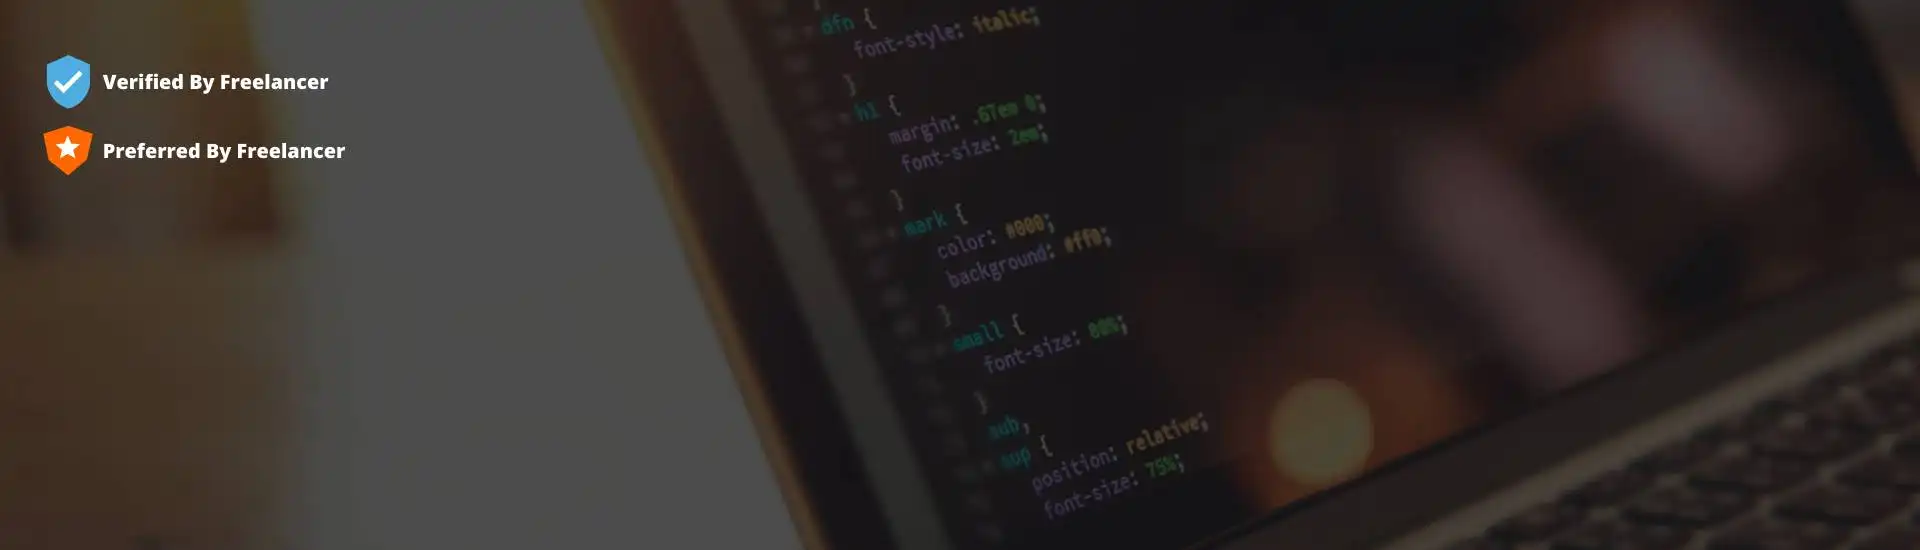 Verified By Freelancer
Preferred By Freelancer
dfn {
font-style: italic;
}
h1 {
margin: .67em 0;
font-size: 2em;
}
mark {
color: #000;
background: #ff0;
}
small {
font-size: 80%;
}
sub,
sup {
position: relative;
font-size: 75%;